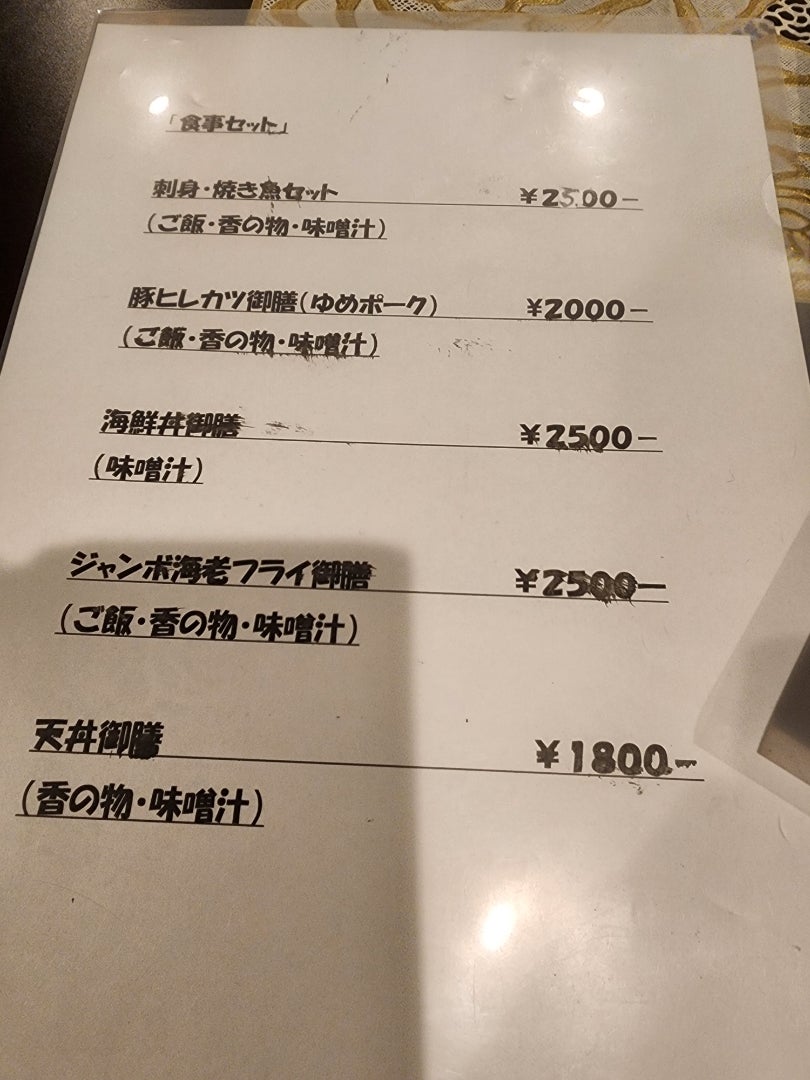 「食事セット」
刺身・焼き魚セット ¥2500−
(ご飯・香の物・味噌汁)
豚ヒレカツ御膳(ゆめポーク) ¥2000−
(ご飯・香の物・味噌汁)
海鮮丼御膳 ¥2500−
(味噌汁)
ジャンボ海老フライ御膳 ¥2500−
(ご飯・香の物・味噌汁)
天丼御膳 ¥1800−
(香の物・味噌汁)